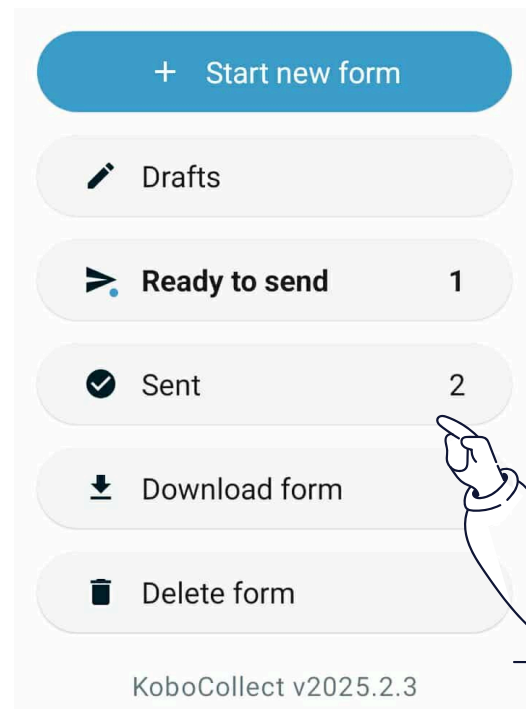 + Start new form
Drafts
Ready to send 1
Sent 2
Download form
Delete form
KoboCollect v2025.2.3